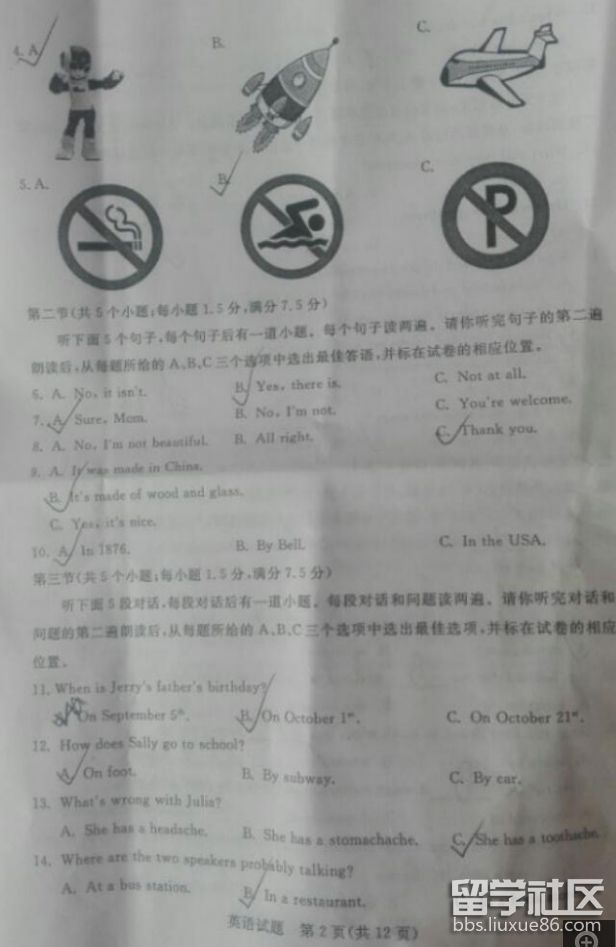 4. A.
B.
C.
5. A.
B.
C.
P
第二节(共5个小题;每小题1.5分,满分7.5分)
听下面5个句子,每个句子后有一道小题。每个句子读两遍。请你听完句子的第二遍
朗读后,从每题所给的A、B、C三个选项中选出最佳答语,并标在试卷的相应位置。
6. A. No, it isn't. B. Yes, there is. C. Not at all.
7. A. Sure, Mom. B. No, I'm not. C. You're welcome.
8. A. No, I'm not beautiful. B. All right. C. Thank you.
9. A. It was made in China.
B. It's made of wood and glass.
C. Yes, it's nice.
10. A. In 1876. B. By Bell. C. In the USA.
第三节(共5个小题;每小题1.5分,满分7.5分)
听下面5段对话,每段对话后有一道小题。每段对话和问题读两遍。请你听完对话和
问题的第二遍朗读后,从每题所给的A、B、C三个选项中选出最佳选项,并标在试卷的相应
位置。
11. When is Jerry's father's birthday?
A. On September 5th. B. On October 1st. C. On October 21st.
12. How does Sally go to school?
A. On foot. B. By subway. C. By car.
13. What's wrong with Julia?
A. She has a headache. B. She has a stomachache. C. She has a toothache.
14. Where are the two speakers probably talking?
A. At a bus station. B. In a restaurant.
英语试题 第2页(共12页)
留学社区
bbs.liuxue86.com